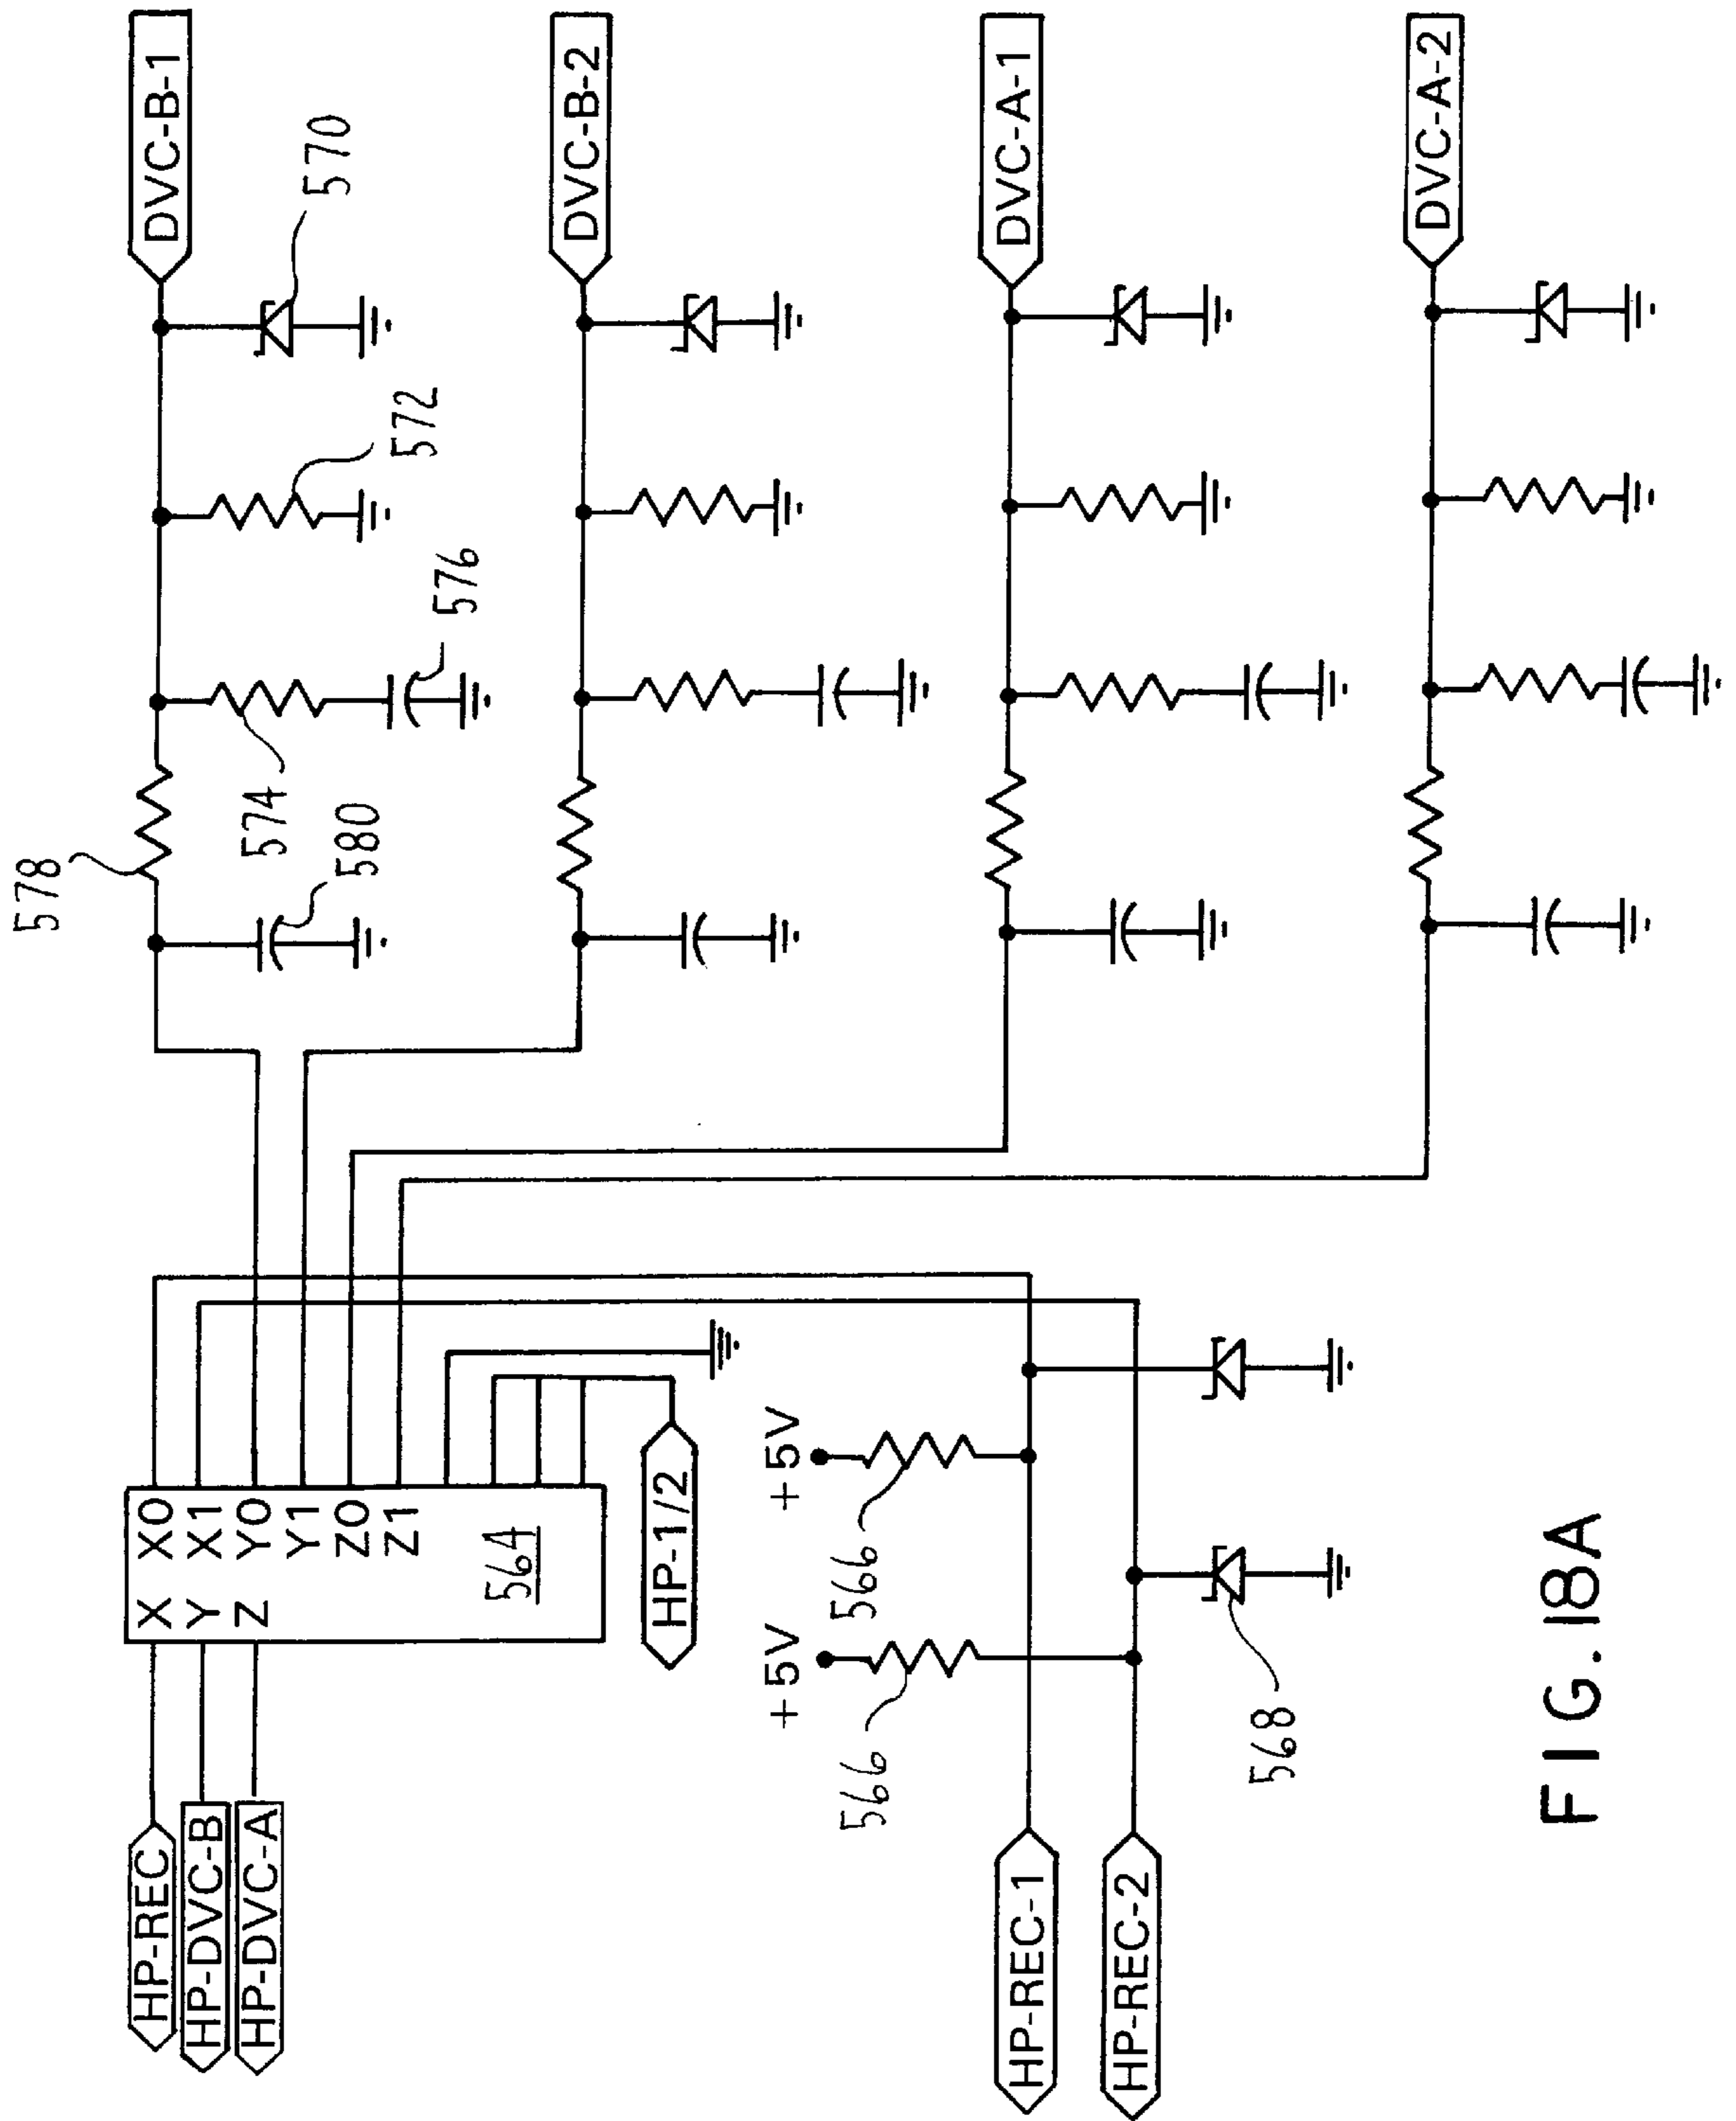 HP-REC
HP-DVC-B
HP-DVC-A
X X0
Y X1
Z Y0
Y1
Z0
Z1
564
HP-1/2
578
580
574
576
572
570
DVC-B-1
DVC-B-2
DVC-A-1
DVC-A-2
+5V
+5V
566
566
568
HP-REC-1
HP-REC-2
FIG. 18A